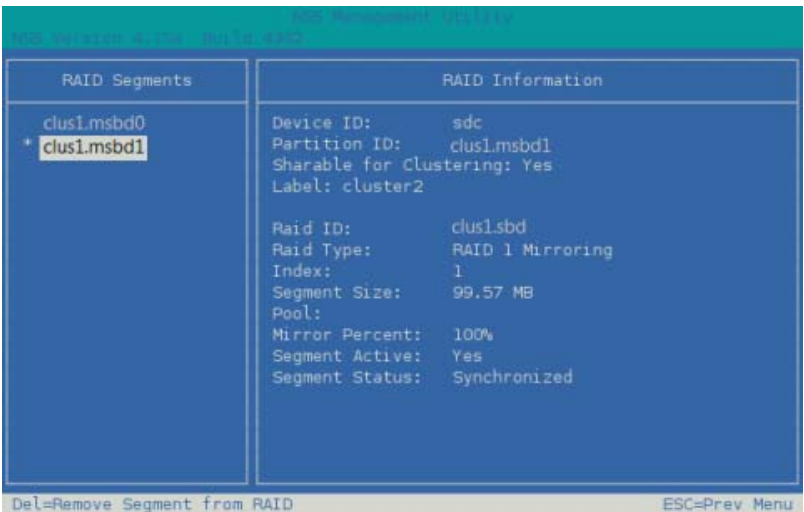 NSS Management Utility
NSS Version Build
RAID Segments
clus1.msbd0
* clus1.msbd1
RAID Information
Device ID: sdc
Partition ID: clus1.msbd1
Sharable for Clustering: Yes
Label: cluster2
Raid ID: clus1.sbd
Raid Type: RAID 1 Mirroring
Index: 1
Segment Size: 99.57 MB
Pool:
Mirror Percent: 100%
Segment Active: Yes
Segment Status: Synchronized
Del=Remove Segment from RAID ESC=Prev Menu